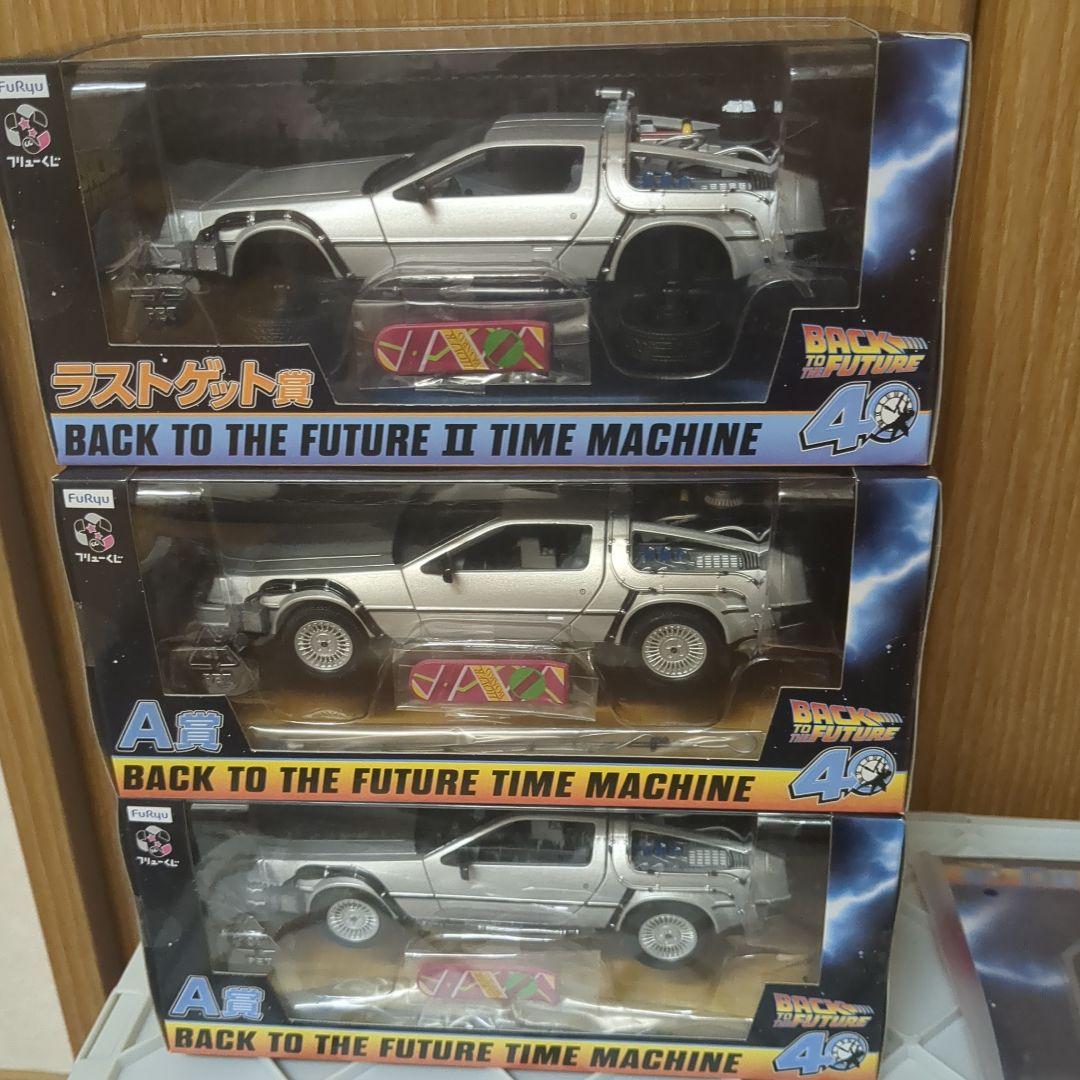 FuRyu
フリューくじ
PET
ラストゲット賞
BACK
TO THE FUTURE
40
BACK TO THE FUTURE II TIME MACHINE
FuRyu
フリューくじ
PET
A賞
BACK
TO THE FUTURE
40
BACK TO THE FUTURE TIME MACHINE
FuRyu
フリューくじ
PET
A賞
BACK
TO THE FUTURE
40
BACK TO THE FUTURE TIME MACHINE